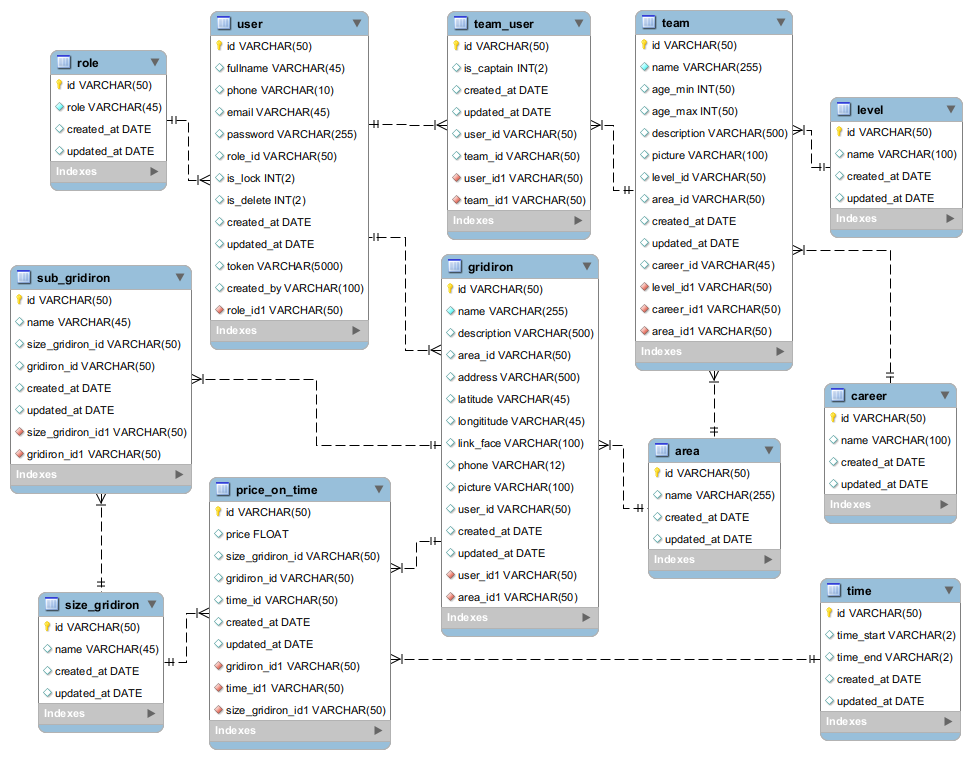 role
id VARCHAR(50)
role VARCHAR(45)
created_at DATE
updated_at DATE
Indexes
user
id VARCHAR(50)
fullname VARCHAR(45)
phone VARCHAR(10)
email VARCHAR(45)
password VARCHAR(255)
role_id VARCHAR(50)
is_lock INT(2)
is_delete INT(2)
created_at DATE
updated_at DATE
token VARCHAR(5000)
created_by VARCHAR(100)
role_id1 VARCHAR(50)
Indexes
team_user
id VARCHAR(50)
is_captain INT(2)
created_at DATE
updated_at DATE
user_id VARCHAR(50)
team_id VARCHAR(50)
user_id1 VARCHAR(50)
team_id1 VARCHAR(50)
Indexes
team
id VARCHAR(50)
name VARCHAR(255)
age_min INT(50)
age_max INT(50)
description VARCHAR(500)
picture VARCHAR(100)
level_id VARCHAR(50)
area_id VARCHAR(50)
created_at DATE
updated_at DATE
career_id VARCHAR(45)
level_id1 VARCHAR(50)
career_id1 VARCHAR(50)
area_id1 VARCHAR(50)
Indexes
level
id VARCHAR(50)
name VARCHAR(100)
created_at DATE
updated_at DATE
Indexes
sub_gridiron
id VARCHAR(50)
name VARCHAR(45)
size_gridiron_id VARCHAR(50)
gridiron_id VARCHAR(50)
created_at DATE
updated_at DATE
size_gridiron_id1 VARCHAR(50)
gridiron_id1 VARCHAR(50)
Indexes
gridiron
id VARCHAR(50)
name VARCHAR(255)
description VARCHAR(500)
area_id VARCHAR(50)
address VARCHAR(500)
latitude VARCHAR(45)
longititude VARCHAR(45)
link_face VARCHAR(100)
phone VARCHAR(12)
picture VARCHAR(100)
user_id VARCHAR(50)
created_at DATE
updated_at DATE
user_id1 VARCHAR(50)
area_id1 VARCHAR(50)
Indexes
career
id VARCHAR(50)
name VARCHAR(100)
created_at DATE
updated_at DATE
Indexes
area
id VARCHAR(50)
name VARCHAR(255)
created_at DATE
updated_at DATE
Indexes
price_on_time
id VARCHAR(50)
price FLOAT
size_gridiron_id VARCHAR(50)
gridiron_id VARCHAR(50)
time_id VARCHAR(50)
created_at DATE
updated_at DATE
gridiron_id1 VARCHAR(50)
time_id1 VARCHAR(50)
size_gridiron_id1 VARCHAR(50)
Indexes
size_gridiron
id VARCHAR(50)
name VARCHAR(45)
created_at DATE
updated_at DATE
Indexes
time
id VARCHAR(50)
time_start VARCHAR(2)
time_end VARCHAR(2)
created_at DATE
updated_at DATE
Indexes